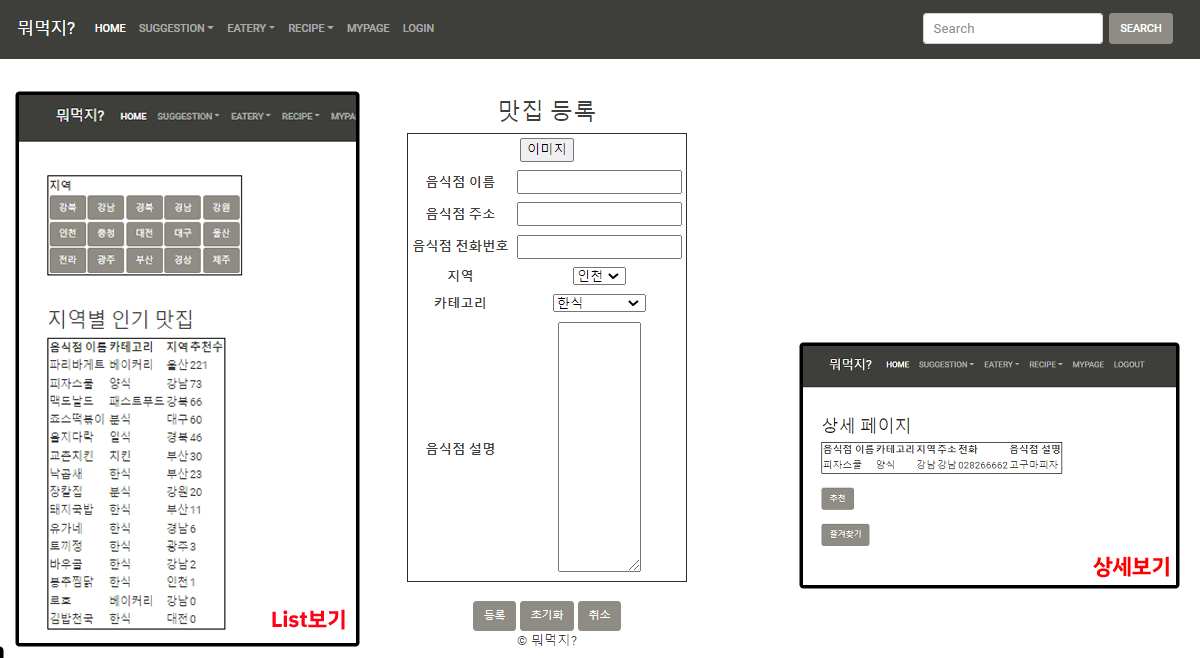 뭐먹지? HOME SUGGESTION EATERY RECIPE MYPAGE LOGIN Search SEARCH
뭐먹지? HOME SUGGESTION EATERY RECIPE MYPA
지역
강북 강남 경북 경남 강원
인천 충청 대전 대구 울산
전라 광주 부산 경상 제주
지역별 인기 맛집
음식점 이름 카테고리 지역 추천수
파리바게트 베이커리 울산 221
피자스쿨 양식 강남 73
맥도날드 패스트푸드 강북 66
죠스떡볶이 분식 대구 60
을지다락 일식 경북 46
교촌치킨 치킨 부산 30
낙곱새 한식 부산 23
장칼집 분식 강원 20
돼지국밥 한식 부산 11
유가네 한식 경남 6
토끼정 한식 광주 3
바우골 한식 강남 2
봉추찜닭 한식 인천 1
르호 베이커리 강남 0
김밥천국 한식 대전 0
List보기
맛집 등록
이미지
음식점 이름
음식점 주소
음식점 전화번호
지역 인천
카테고리 한식
음식점 설명
등록 초기화 취소
© 뭐먹지?
뭐먹지? HOME SUGGESTION EATERY RECIPE MYPAGE LOGOUT
상세 페이지
음식점 이름 카테고리 지역 주소 전화 음식점 설명
피자스쿨 양식 강남 강남 028266662 고구마피자
추천
즐겨찾기
상세보기